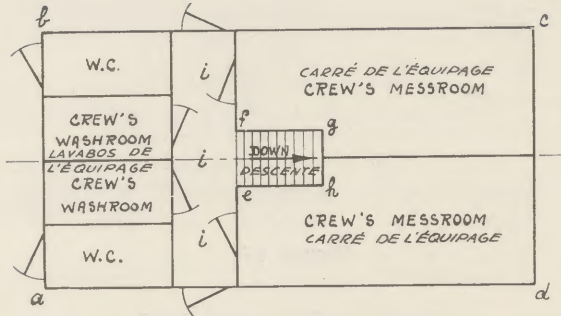 b
c
W.C.
i
CARRÉ DE L'ÉQUIPAGE
CREW'S MESSROOM
CREW'S
WASHROOM
LAVABOS DE
L'ÉQUIPAGE
CREW'S
WASHROOM
i
f
g
DOWN
DESCENTE
e
h
W.C.
i
CREW'S MESSROOM
CARRÉ DE L'ÉQUIPAGE
a
d